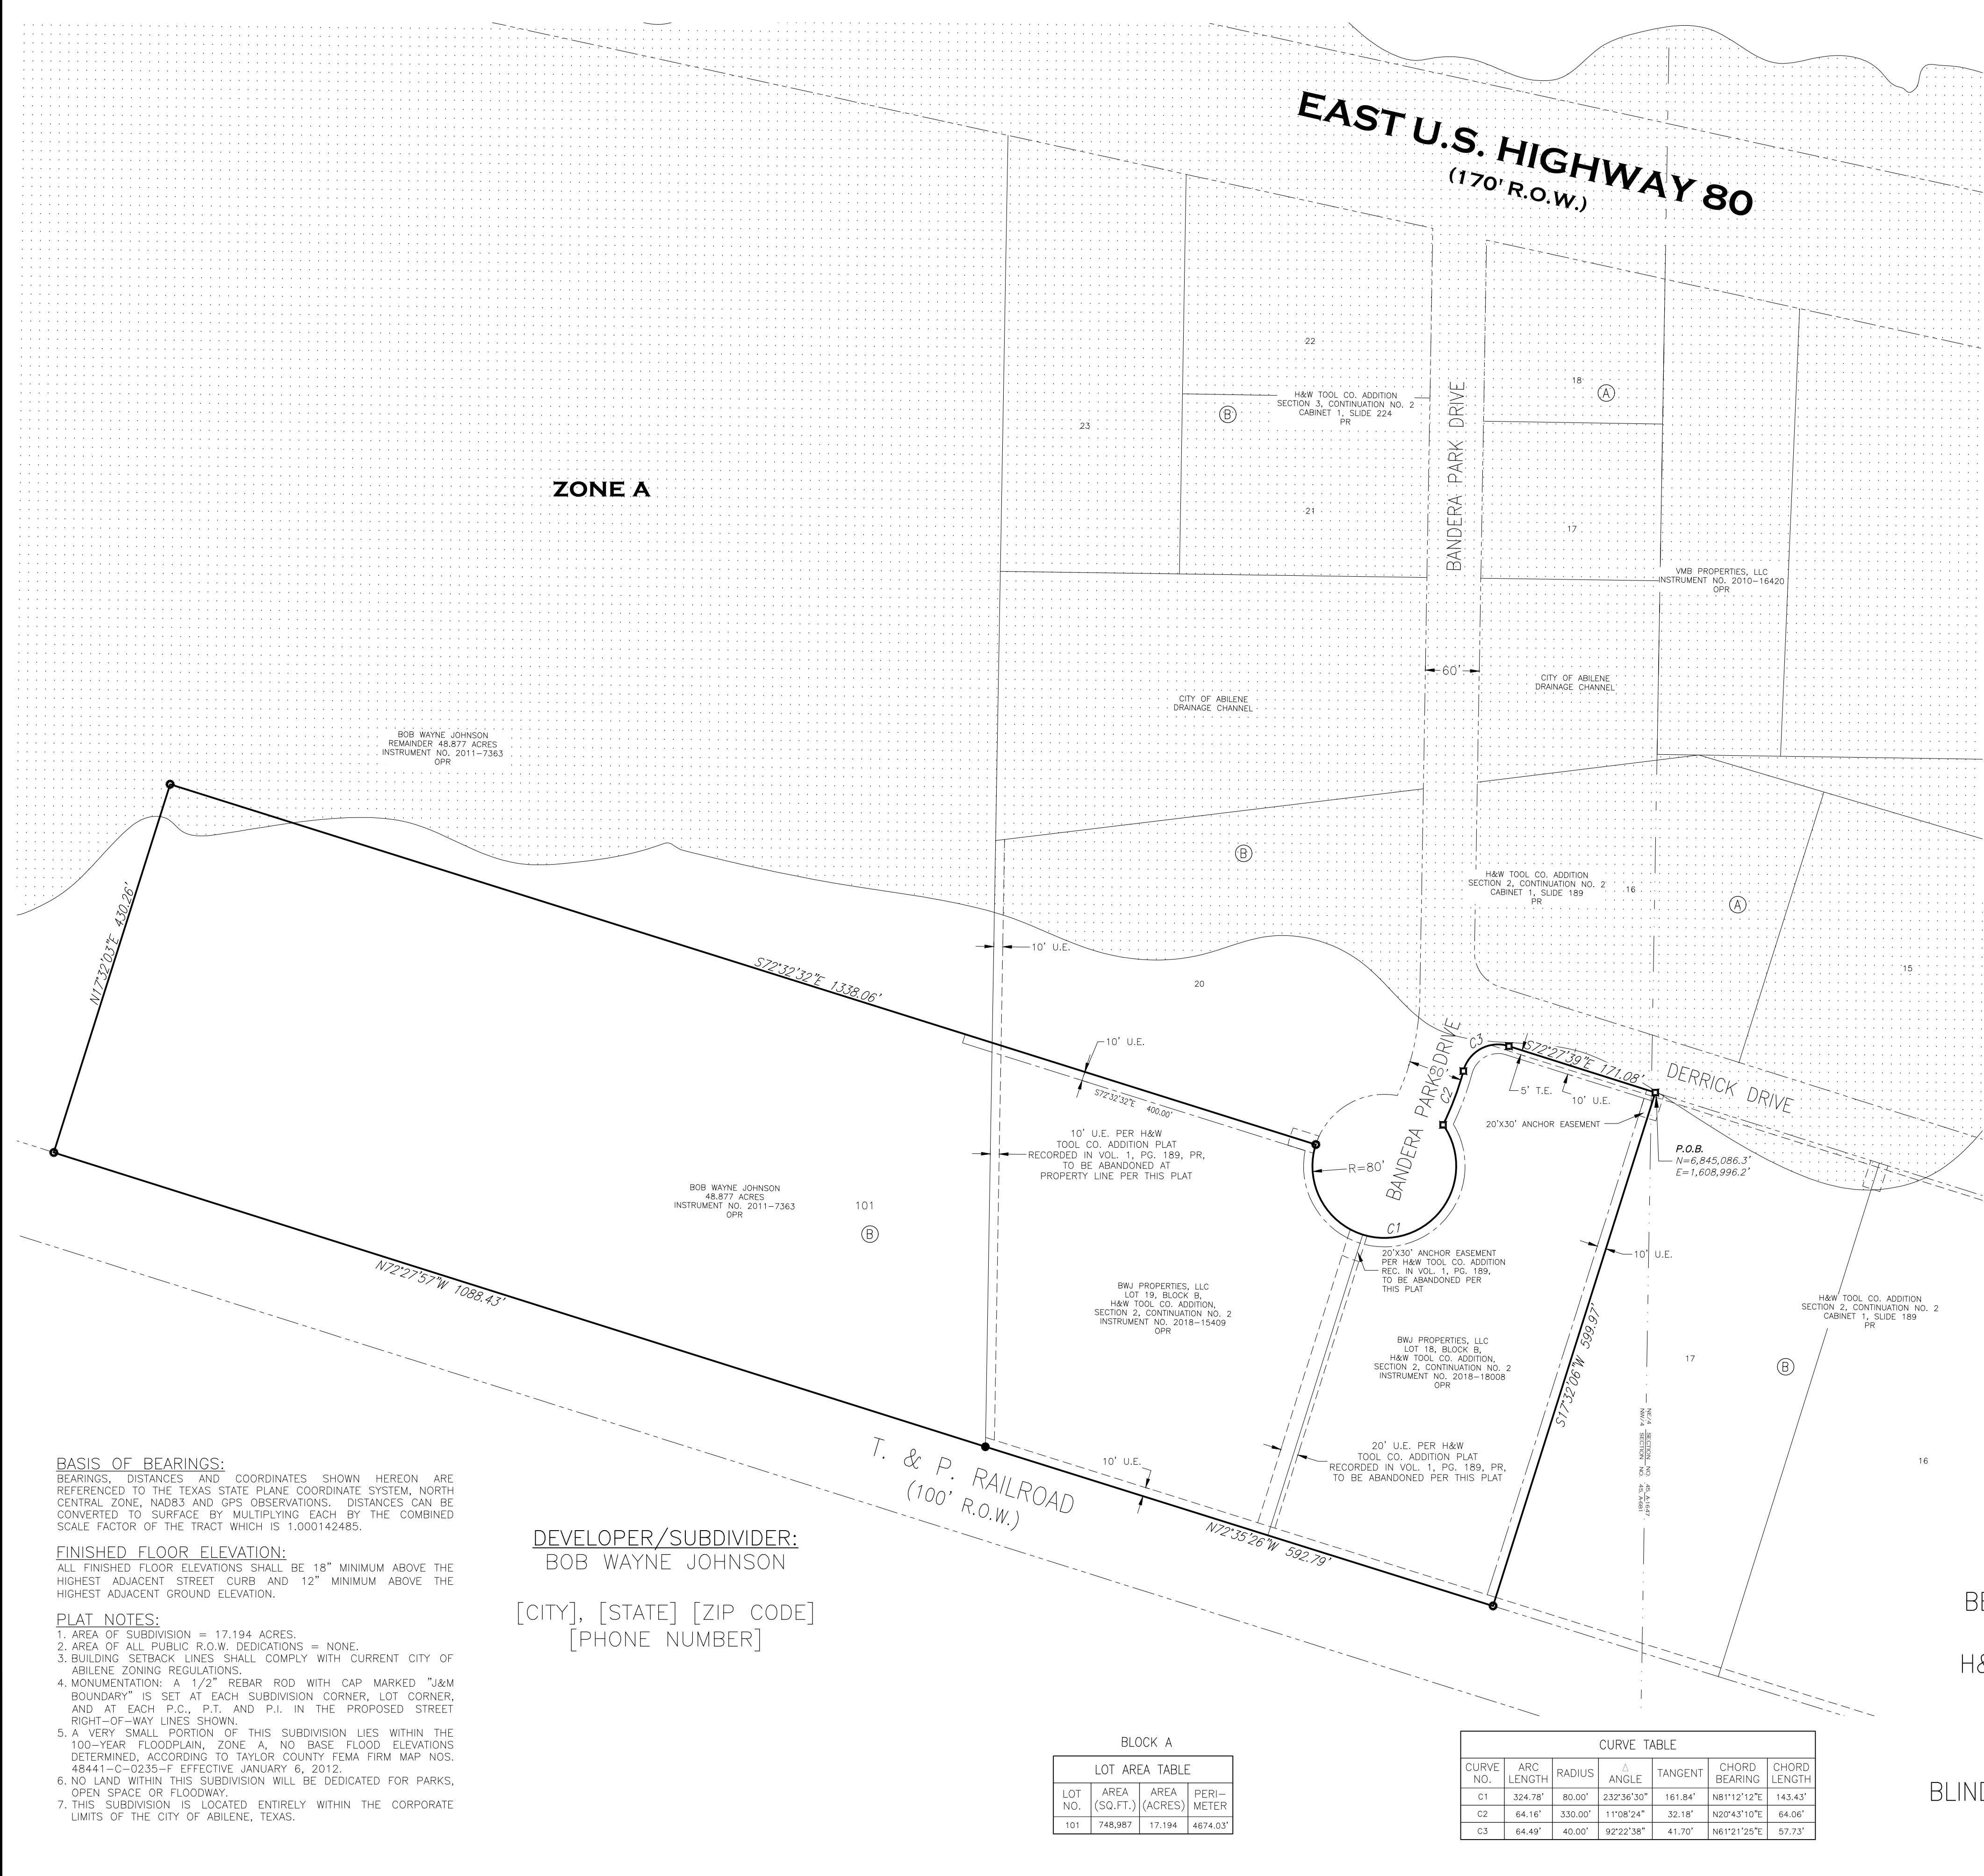 EAST U.S. HIGHWAY 80
(170' R.O.W.)
22
18
A
H&W TOOL CO. ADDITION
SECTION 3, CONTINUATION NO. 2
CABINET 1, SLIDE 224
PR
B
23
BANDERA PARK DRIVE
ZONE A
21
17
VMB PROPERTIES, LLC
INSTRUMENT NO. 2010-16420
OPR
60'
CITY OF ABILENE
DRAINAGE CHANNEL
CITY OF ABILENE
DRAINAGE CHANNEL
BOB WAYNE JOHNSON
REMAINDER 48.877 ACRES
INSTRUMENT NO. 2011-7363
OPR
B
H&W TOOL CO. ADDITION
SECTION 2, CONTINUATION NO. 2
CABINET 1, SLIDE 189
PR
16
A
N17°32'03"E 430.26'
10' U.E.
S72°32'32"E 1338.06'
20
15
10' U.E.
C3
S72°27'39"E 171.08'
60'
C2
BANDERA PARK DRIVE
DERRICK DRIVE
5' T.E.
10' U.E.
S72°32'32"E 400.00'
20'X30' ANCHOR EASEMENT
10' U.E. PER H&W
TOOL CO. ADDITION PLAT
RECORDED IN VOL. 1, PG. 189, PR,
TO BE ABANDONED AT
PROPERTY LINE PER THIS PLAT
R=80'
P.O.B.
N=6,845,086.3'
E=1,608,996.2'
BOB WAYNE JOHNSON
48.877 ACRES
INSTRUMENT NO. 2011-7363
OPR
101
B
C1
20'X30' ANCHOR EASEMENT
PER H&W TOOL CO. ADDITION
REC. IN VOL. 1, PG. 189,
TO BE ABANDONED PER
THIS PLAT
10' U.E.
N72°27'57"W 1088.43'
BWJ PROPERTIES, LLC
LOT 19, BLOCK B,
H&W TOOL CO. ADDITION,
SECTION 2, CONTINUATION NO. 2
INSTRUMENT NO. 2018-15409
OPR
H&W TOOL CO. ADDITION
SECTION 2, CONTINUATION NO. 2
CABINET 1, SLIDE 189
PR
BWJ PROPERTIES, LLC
LOT 18, BLOCK B,
H&W TOOL CO. ADDITION,
SECTION 2, CONTINUATION NO. 2
INSTRUMENT NO. 2018-18008
OPR
S17°32'06"W 599.97'
17
B
NE/4 SECTION NO. 45, A-1647
NW/4 SECTION NO. 45,
16
T. & P. RAILROAD
(100' R.O.W.)
10' U.E.
20' U.E. PER H&W
TOOL CO. ADDITION PLAT
RECORDED IN VOL. 1, PG. 189, PR,
TO BE ABANDONED PER THIS PLAT
N72°35'26"W 592.79'
BASIS OF BEARINGS:
BEARINGS, DISTANCES AND COORDINATES SHOWN HEREON ARE
REFERENCED TO THE TEXAS STATE PLANE COORDINATE SYSTEM, NORTH
CENTRAL ZONE, NAD83 AND GPS OBSERVATIONS. DISTANCES CAN BE
CONVERTED TO SURFACE BY MULTIPLYING EACH BY THE COMBINED
SCALE FACTOR OF THE TRACT WHICH IS 1.000142485.
FINISHED FLOOR ELEVATION:
ALL FINISHED FLOOR ELEVATIONS SHALL BE 18" MINIMUM ABOVE THE
HIGHEST ADJACENT STREET CURB AND 12" MINIMUM ABOVE THE
HIGHEST ADJACENT GROUND ELEVATION.
PLAT NOTES:
1. AREA OF SUBDIVISION = 17.194 ACRES.
2. AREA OF ALL PUBLIC R.O.W. DEDICATIONS = NONE.
3. BUILDING SETBACK LINES SHALL COMPLY WITH CURRENT CITY OF
ABILENE ZONING REGULATIONS.
4. MONUMENTATION: A 1/2" REBAR ROD WITH CAP MARKED "J&M
BOUNDARY" IS SET AT EACH SUBDIVISION CORNER, LOT CORNER,
AND AT EACH P.C., P.T. AND P.I. IN THE PROPOSED STREET
RIGHT-OF-WAY LINES SHOWN.
5. A VERY SMALL PORTION OF THIS SUBDIVISION LIES WITHIN THE
100-YEAR FLOODPLAIN, ZONE A, NO BASE FLOOD ELEVATIONS
DETERMINED, ACCORDING TO TAYLOR COUNTY FEMA FIRM MAP NOS.
48441-C-0235-F EFFECTIVE JANUARY 6, 2012.
6. NO LAND WITHIN THIS SUBDIVISION WILL BE DEDICATED FOR PARKS,
OPEN SPACE OR FLOODWAY.
7. THIS SUBDIVISION IS LOCATED ENTIRELY WITHIN THE CORPORATE
LIMITS OF THE CITY OF ABILENE, TEXAS.
DEVELOPER/SUBDIVIDER:
BOB WAYNE JOHNSON
[CITY], [STATE] [ZIP CODE]
[PHONE NUMBER]
BLOCK A
LOT AREA TABLE
LOT NO. AREA (SQ.FT.) AREA (ACRES) PERI-METER
101 748,987 17.194 4674.03'
CURVE TABLE
CURVE NO. ARC LENGTH RADIUS Δ ANGLE TANGENT CHORD BEARING CHORD LENGTH
C1 324.78' 80.00' 232°36'30" 161.84' N81°12'12"E 143.43'
C2 64.16' 330.00' 11°08'24" 32.18' N20°43'10"E 64.06'
C3 64.49' 40.00' 92°22'38" 41.70' N61°21'25"E 57.73'
H&
BLIND